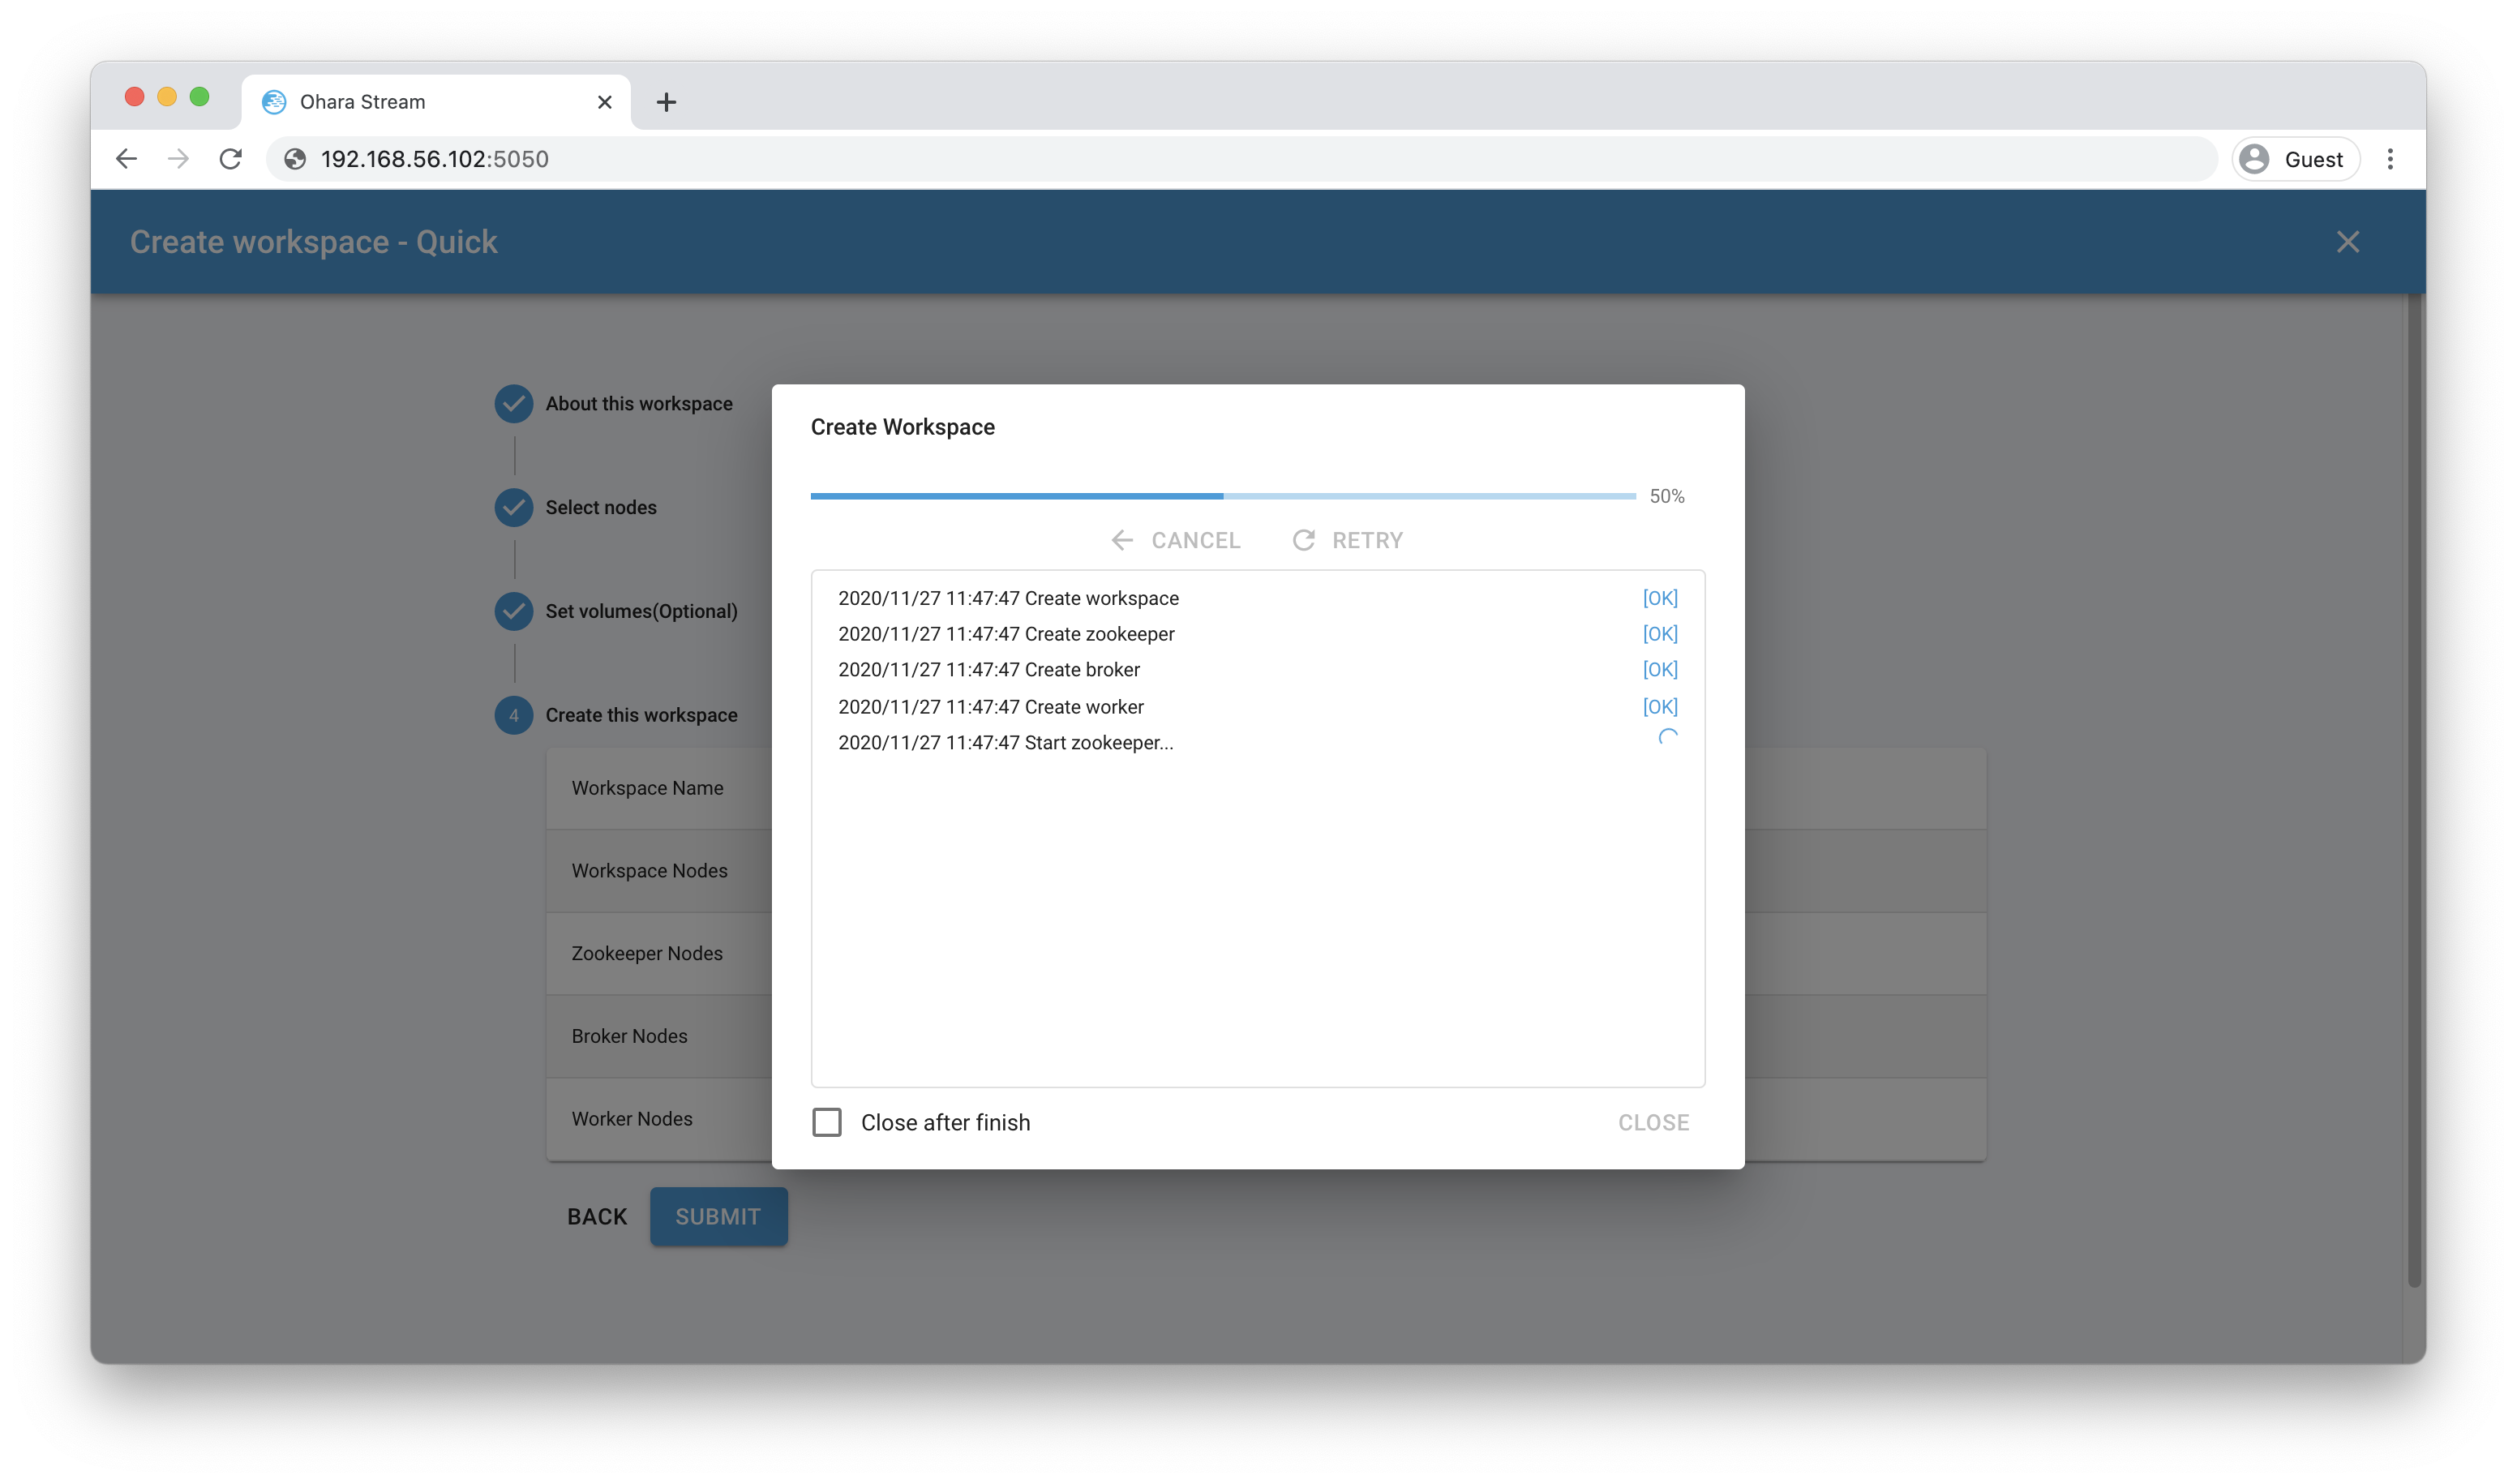 Ohara Stream
192.168.56.102:5050
Guest
Create workspace - Quick
About this workspace
Select nodes
Set volumes(Optional)
4 Create this workspace
Workspace Name
Workspace Nodes
Zookeeper Nodes
Broker Nodes
Worker Nodes
BACK SUBMIT
Create Workspace
50%
CANCEL RETRY
2020/11/27 11:47:47 Create workspace [OK]
2020/11/27 11:47:47 Create zookeeper [OK]
2020/11/27 11:47:47 Create broker [OK]
2020/11/27 11:47:47 Create worker [OK]
2020/11/27 11:47:47 Start zookeeper...
Close after finish CLOSE